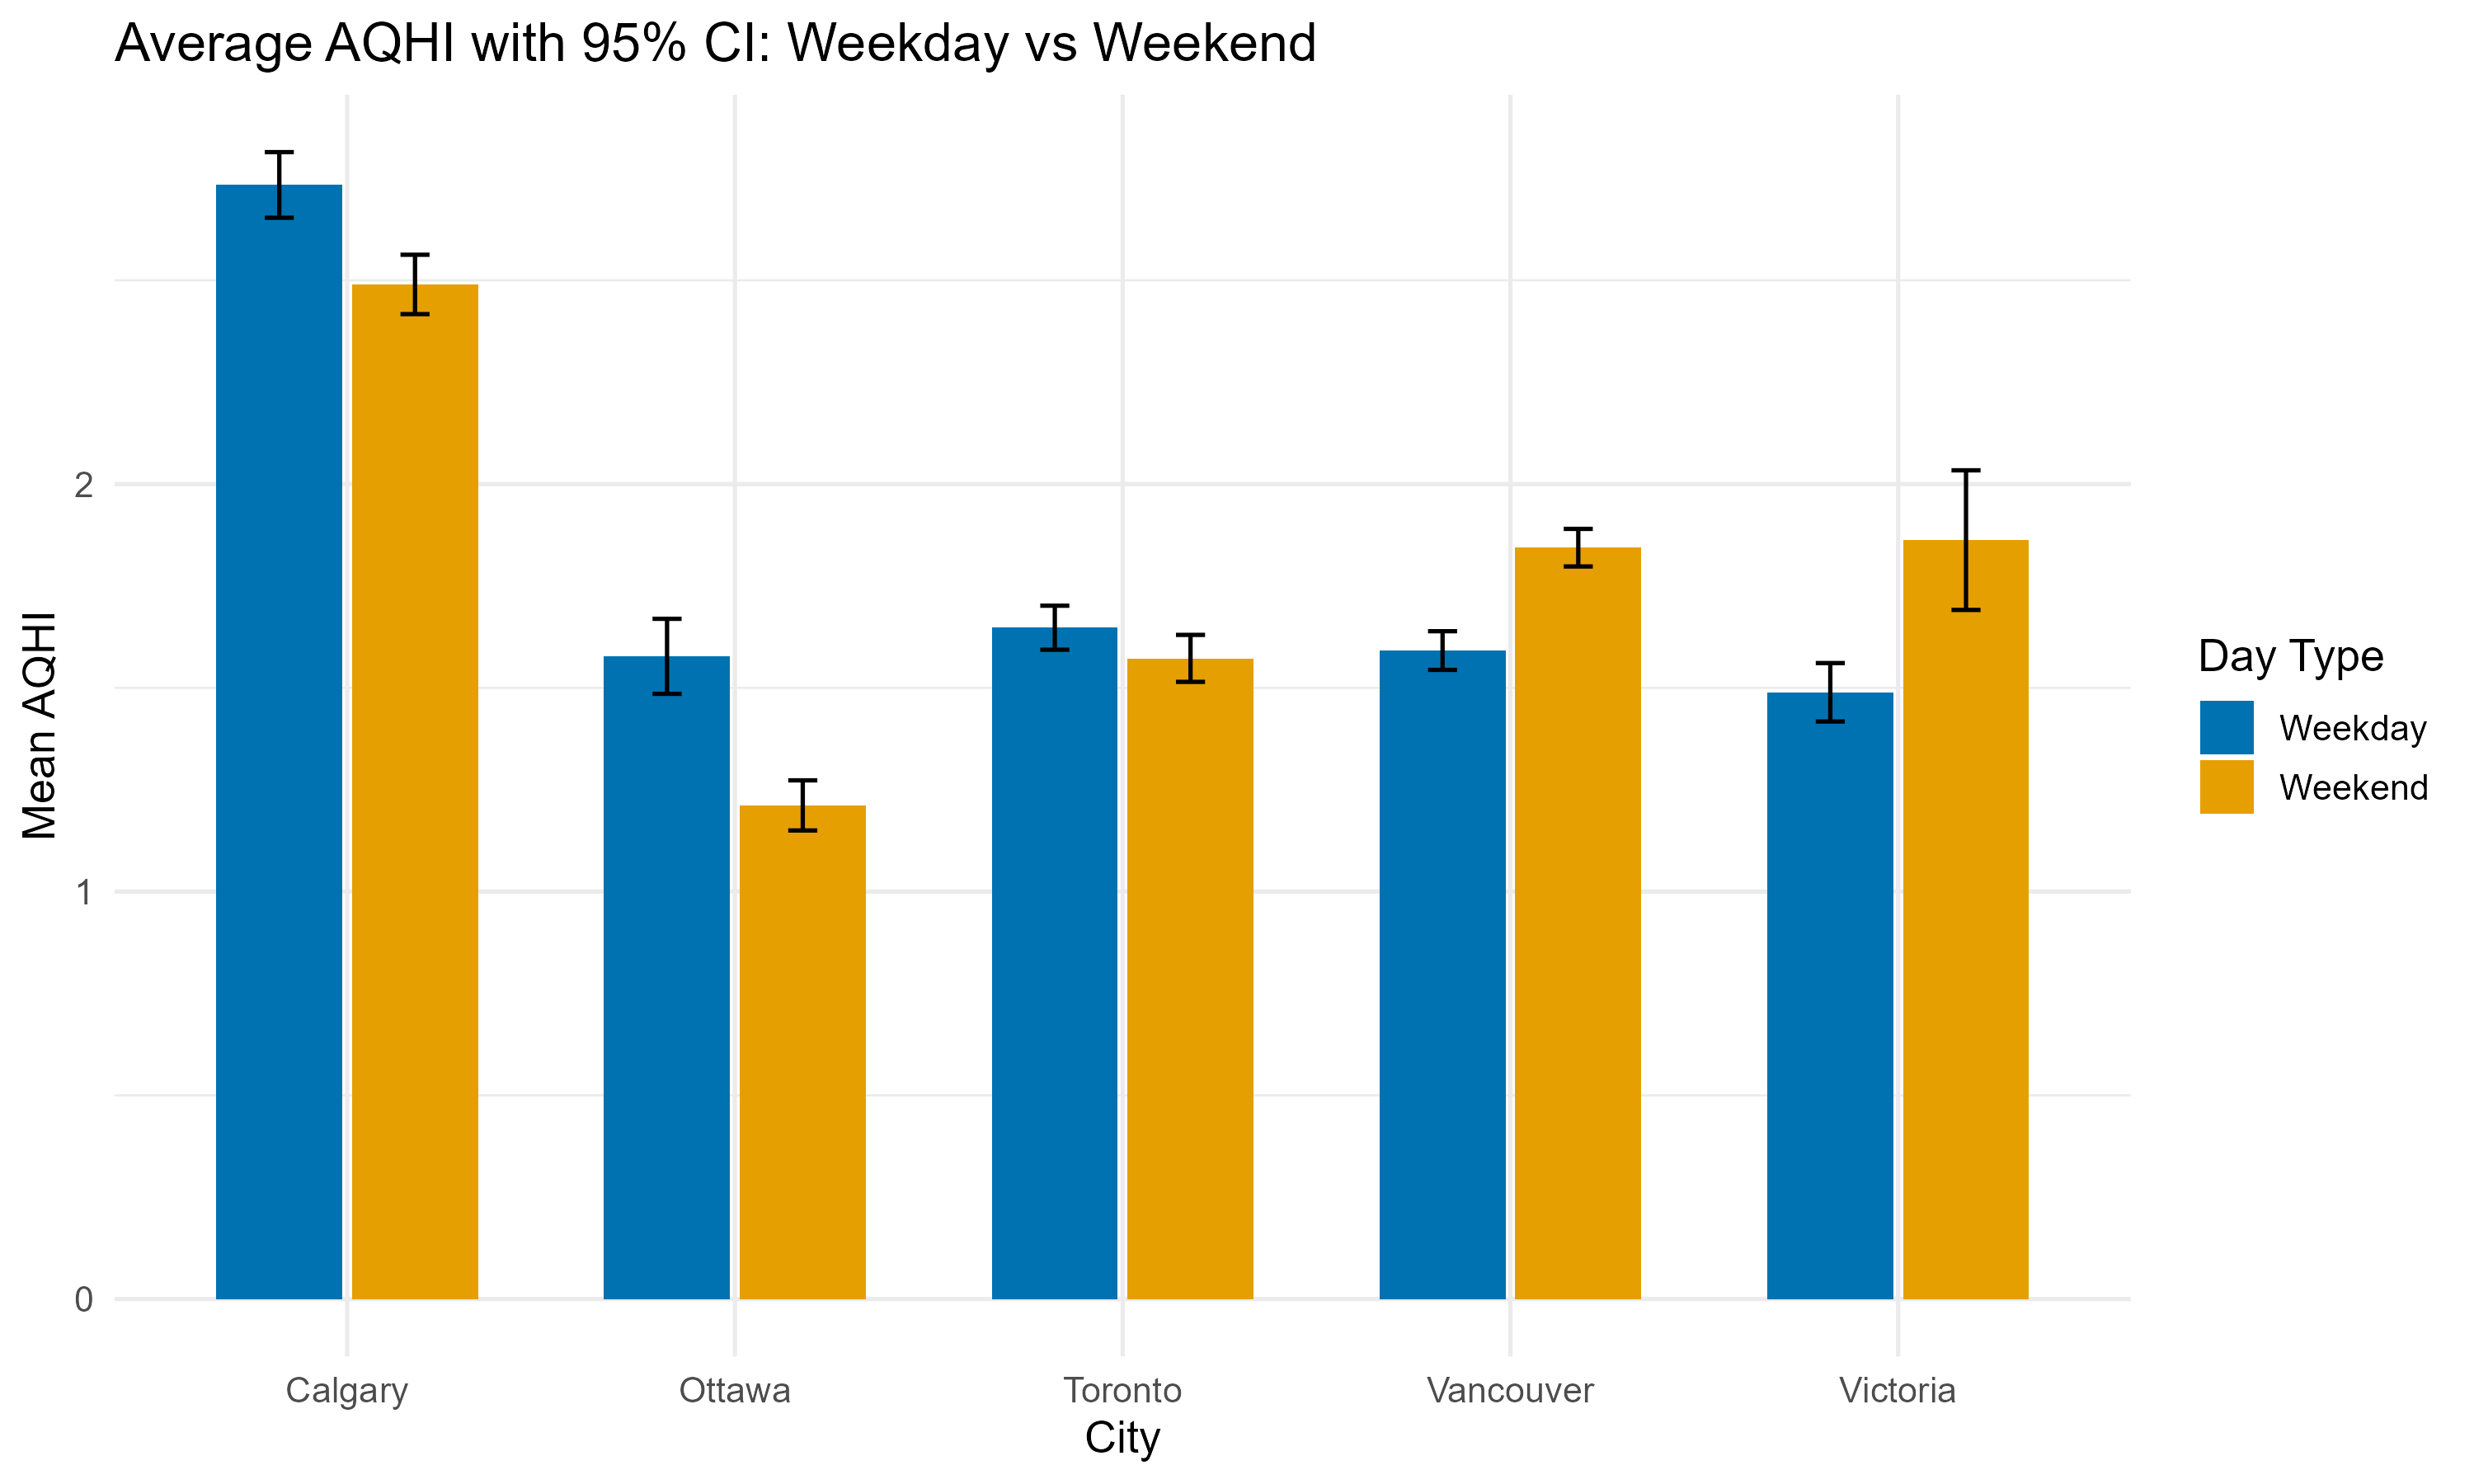 Average AQHI with 95% CI: Weekday vs Weekend
Mean AQHI
2
1
0
Calgary
Ottawa
Toronto
Vancouver
Victoria
City
Day Type
Weekday
Weekend